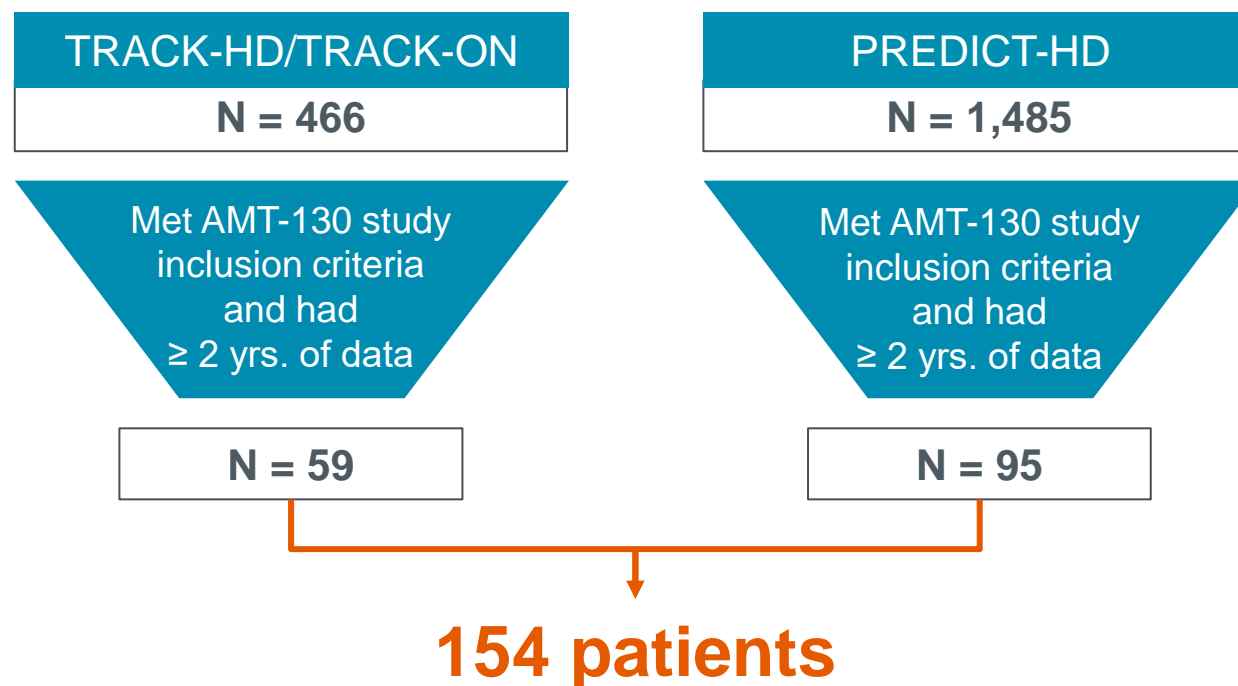 TRACK-HD/TRACK-ON
N = 466
Met AMT-130 study
inclusion criteria
and had
≥ 2 yrs. of data
N = 59
PREDICT-HD
N = 1,485
Met AMT-130 study
inclusion criteria
and had
≥ 2 yrs. of data
N = 95
154 patients